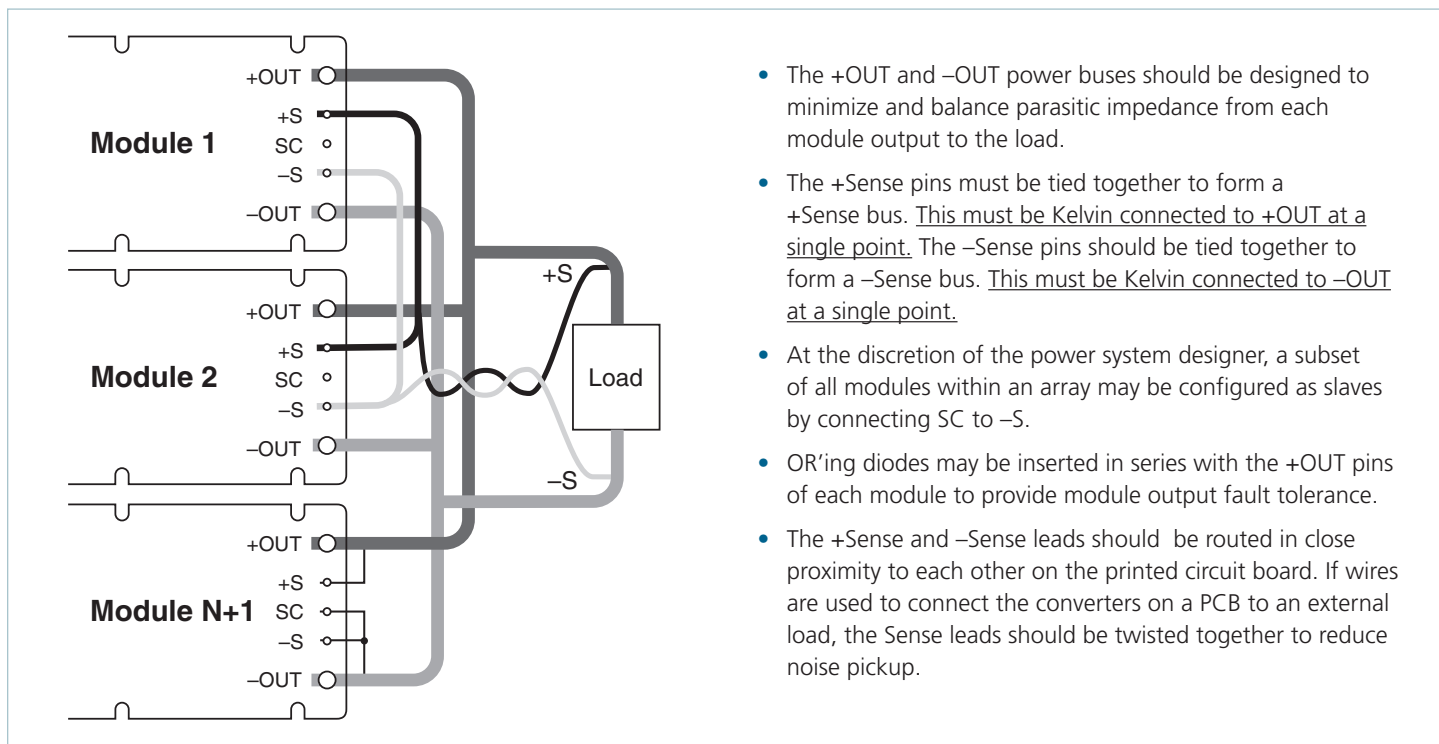 +OUT
+S
Module 1
SC
–S
–OUT
+OUT
+S
Module 2
SC
–S
–OUT
+OUT
+S
Module N+1
SC
–S
–OUT
+S
Load
–S
• The +OUT and –OUT power buses should be designed to
minimize and balance parasitic impedance from each
module output to the load.
• The +Sense pins must be tied together to form a
+Sense bus. This must be Kelvin connected to +OUT at a
single point. The –Sense pins should be tied together to
form a –Sense bus. This must be Kelvin connected to –OUT
at a single point.
• At the discretion of the power system designer, a subset
of all modules within an array may be configured as slaves
by connecting SC to –S.
• OR'ing diodes may be inserted in series with the +OUT pins
of each module to provide module output fault tolerance.
• The +Sense and –Sense leads should  be routed in close
proximity to each other on the printed circuit board. If wires
are used to connect the converters on a PCB to an external
load, the Sense leads should be twisted together to reduce
noise pickup.